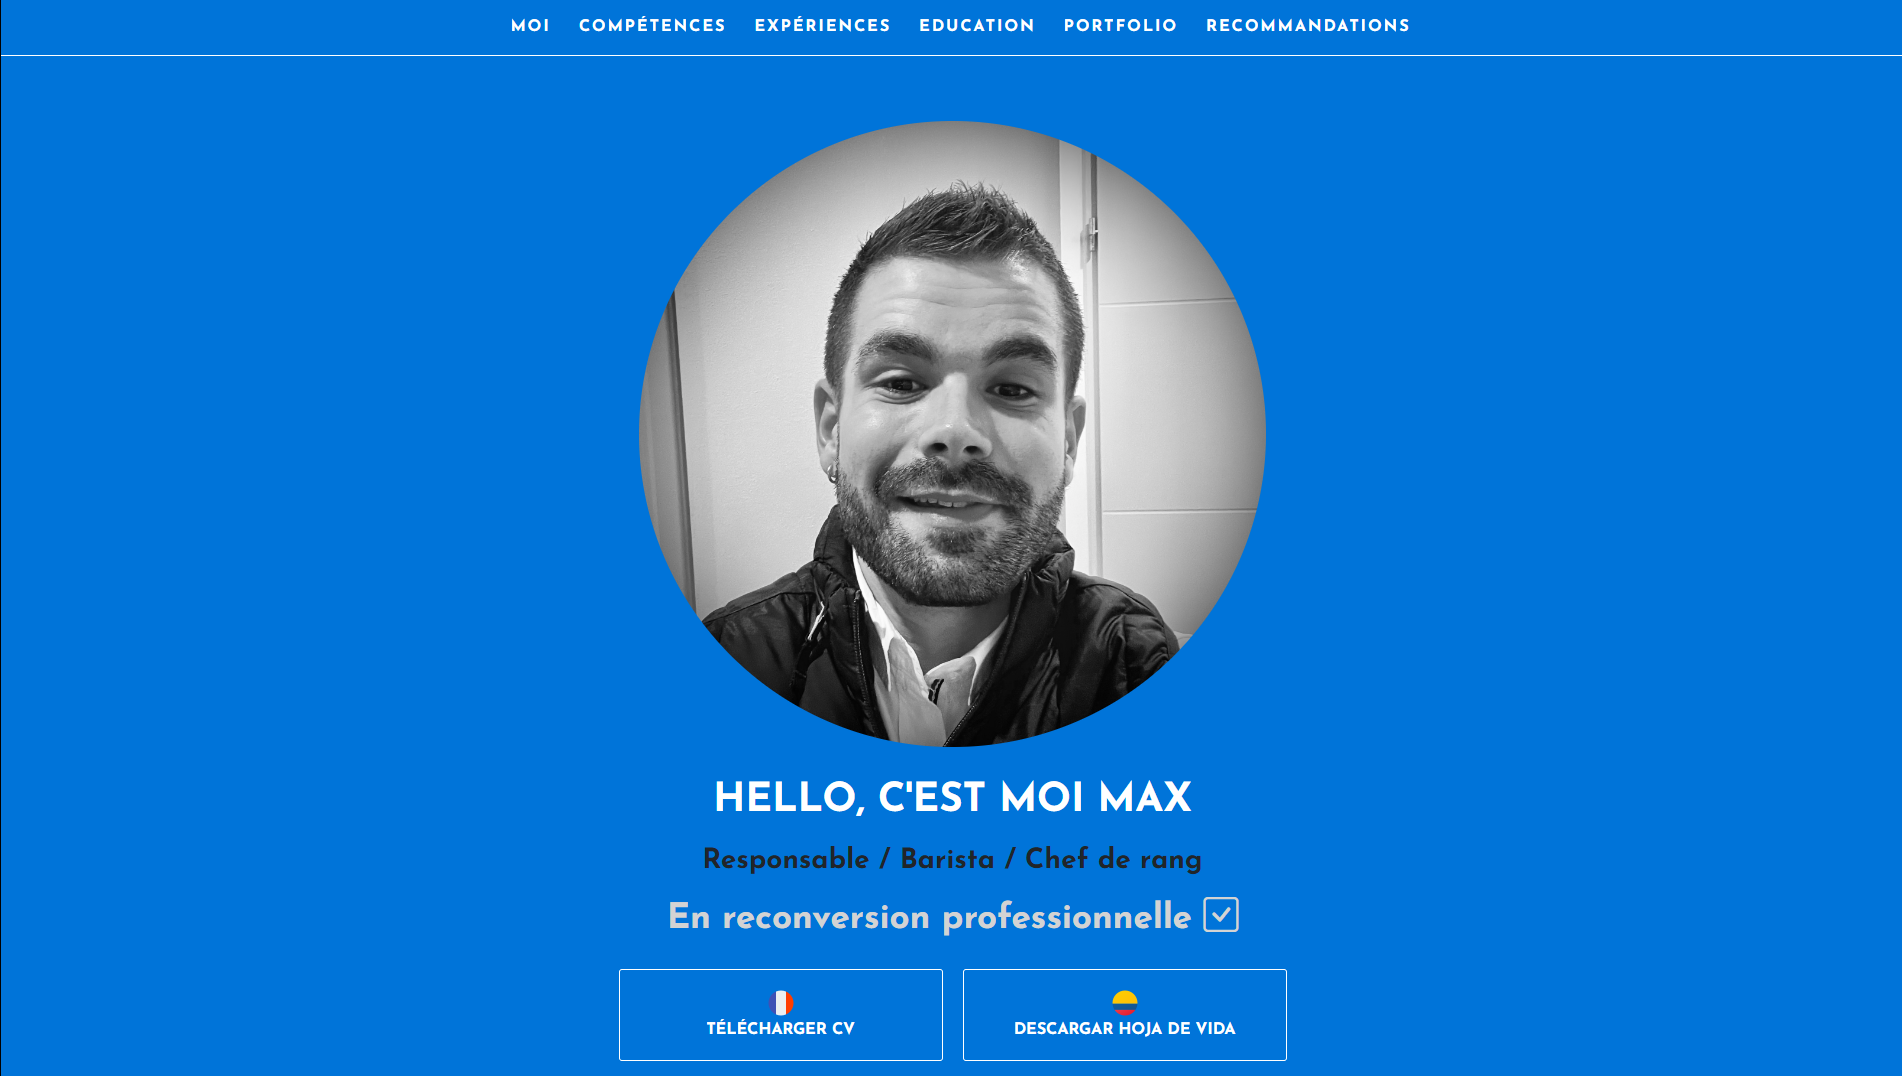 MOI COMPÉTENCES EXPÉRIENCES EDUCATION PORTFOLIO RECOMMANDATIONS
HELLO, C'EST MOI MAX
Responsable / Barista / Chef de rang
En reconversion professionnelle
TÉLÉCHARGER CV
DESCARGAR HOJA DE VIDA